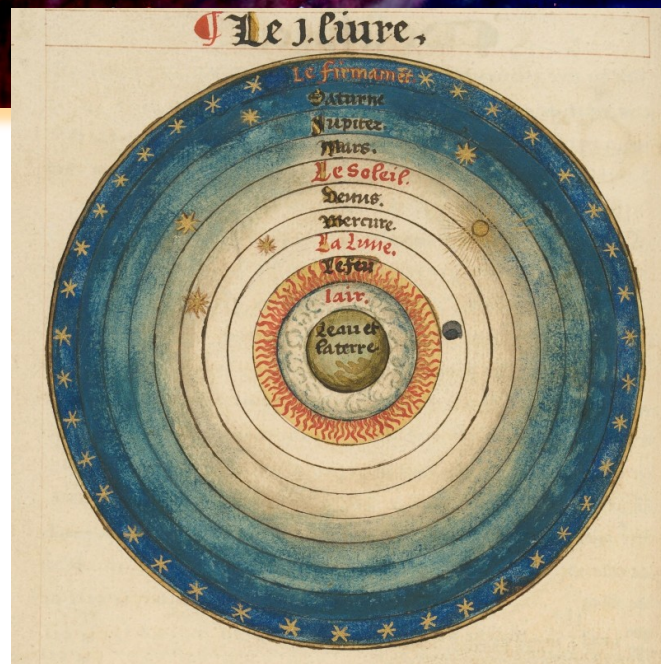 ¶ Le j. liure,
Le firmamēt
Saturne
Jupiter.
Mars.
Le Soleil.
Venus.
Mercure.
La Lune.
Le feu
lair.
Leau et
la terre.